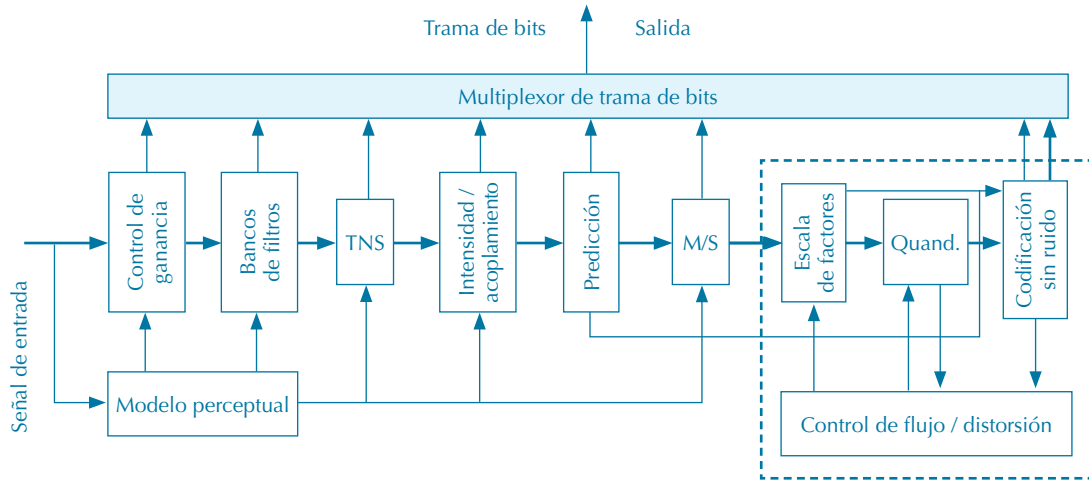 Trama de bits
Salida
Multiplexor de trama de bits
Señal de entrada
Control de
ganancia
Bancos
de filtros
TNS
Intensidad /
acoplamiento
Predicción
M/S
Escala
de factores
Quand.
Codificación
sin ruido
Modelo perceptual
Control de flujo / distorsión